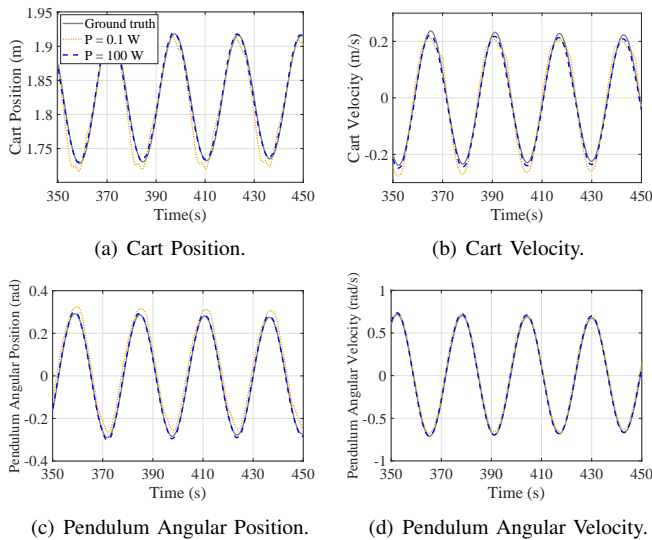 Ground truth
P = 0.1 W
P = 100 W
1.95
1.9
1.85
1.8
1.75
Cart Position (m)
350 370 390 410 430 450
Time(s)
(a) Cart Position.
0.2
0
-0.2
Cart Velocity (m/s)
350 370 390 410 430 450
Time(s)
(b) Cart Velocity.
0.4
0.2
0
-0.2
-0.4
Pendulum Angular Position (rad)
350 370 390 410 430 450
Time (s)
(c) Pendulum Angular Position.
1
0.5
0
-0.5
-1
Pendulum Angular Velocity (rad/s)
350 370 390 410 430 450
Time (s)
(d) Pendulum Angular Velocity.